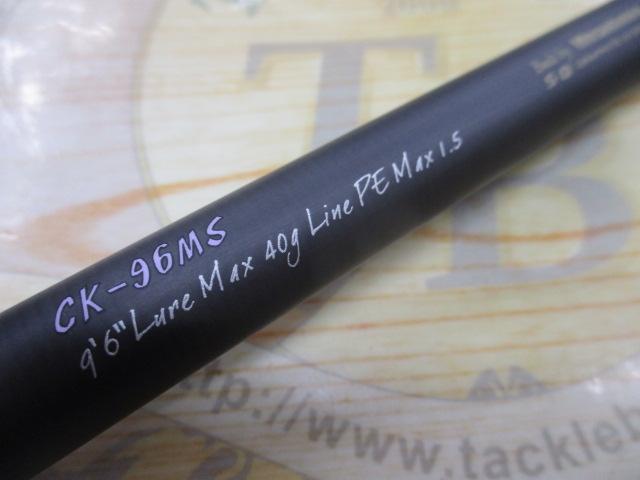 CK-96MS
9'6" Lure Max 40g Line PE Max 1.5
T
B
http://www.tackleb